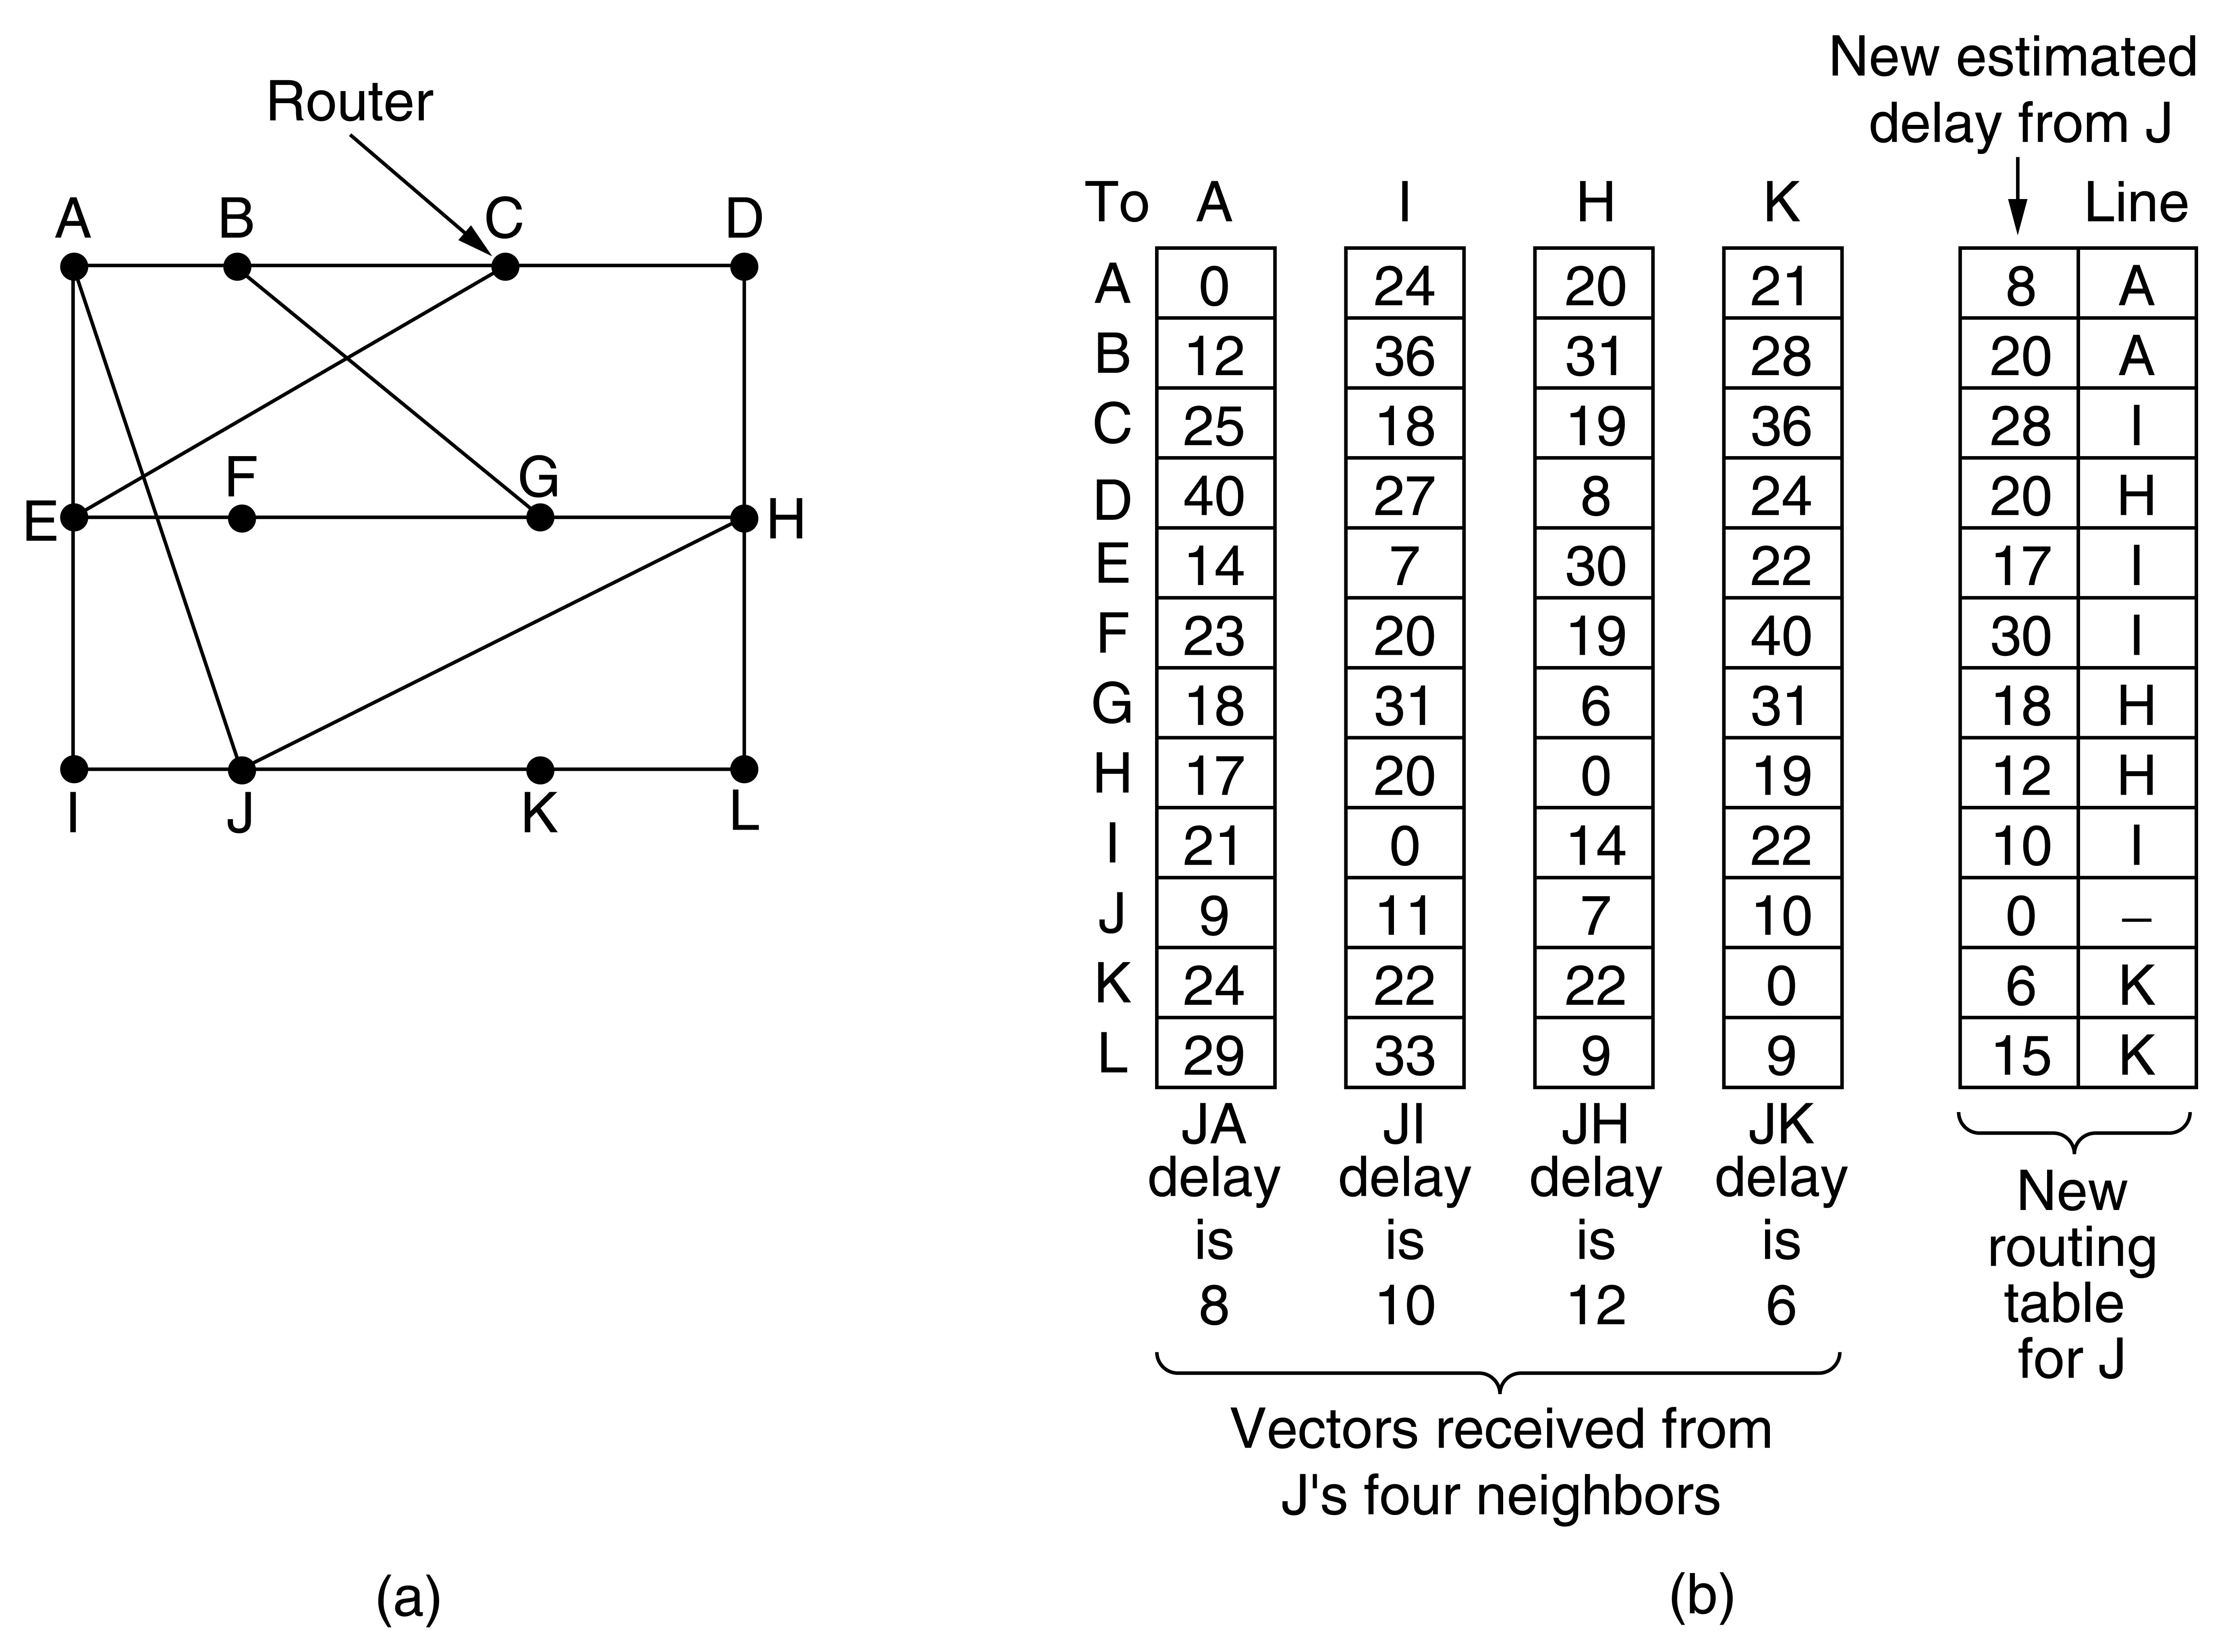 Router
A B C D
E F G H
I J K L
(a)
New estimated
delay from J
To A I H K Line
A 0 24 20 21 8 A
B 12 36 31 28 20 A
C 25 18 19 36 28 I
D 40 27 8 24 20 H
E 14 7 30 22 17 I
F 23 20 19 40 30 I
G 18 31 6 31 18 H
H 17 20 0 19 12 H
I 21 0 14 22 10 I
J 9 11 7 10 0 –
K 24 22 22 0 6 K
L 29 33 9 9 15 K
JA JI JH JK
delay delay delay delay
is is is is
8 10 12 6
Vectors received from
J's four neighbors
New
routing
table
for J
(b)